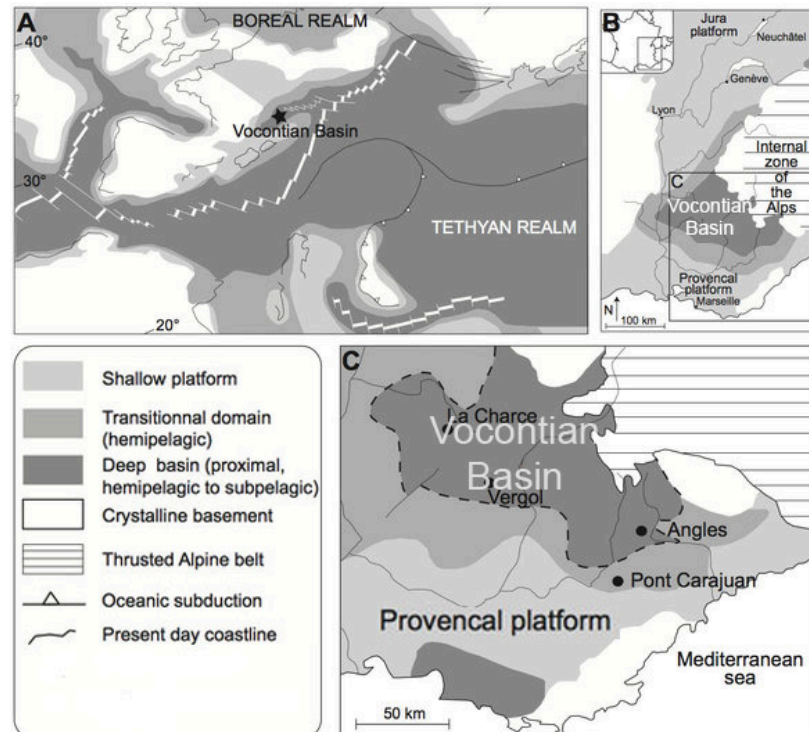 A
BOREAL REALM
40°
Vocontian Basin
30°
TETHYAN REALM
20°
B
Jura
platform
Neuchâtel
Genève
Lyon
Internal
zone
of
the
Alps
C
Vocontian
Basin
Provencal
platform
Marseille
N
100 km
Shallow platform
Transitionnal domain
(hemipelagic)
Deep basin (proximal,
hemipelagic to subpelagic)
Crystalline basement
Thrusted Alpine belt
Oceanic subduction
Present day coastline
C
La Charce
Vocontian
Basin
Vergol
Angles
Pont Carajuan
Provencal platform
Mediterranean
sea
50 km